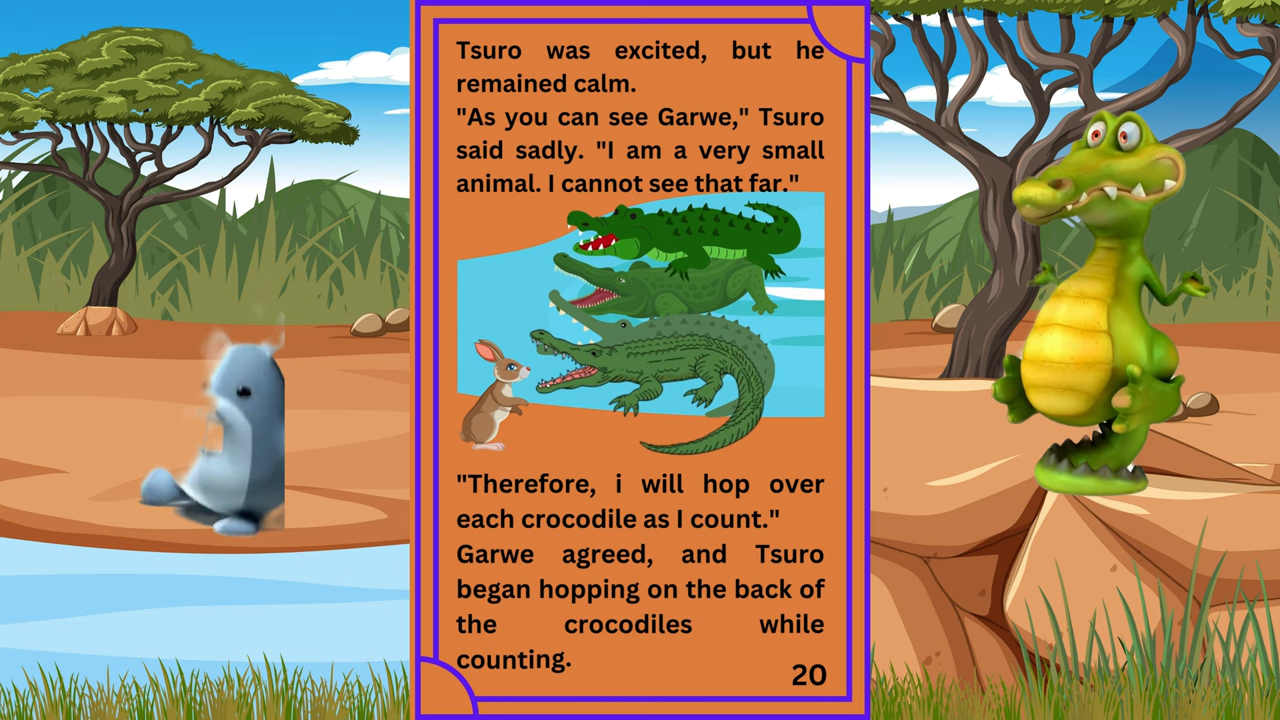 Tsuro was excited, but he
remained calm.
"As you can see Garwe," Tsuro
said sadly. "I am a very small
animal. I cannot see that far."
"Therefore, i will hop over
each crocodile as I count."
Garwe agreed, and Tsuro
began hopping on the back of
the crocodiles while
counting.
20